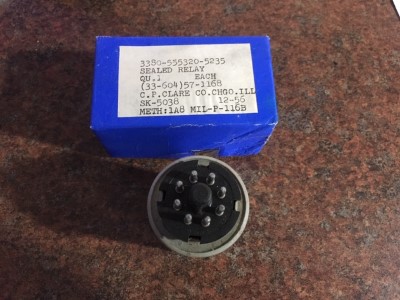 3380-555320-5235
SEALED RELAY
QU.1 EACH
(33-604)57-1168
C.P.CLARE CO.CHGO.ILL
SK-5038 12-56
METH:1A8 MIL-P-116B